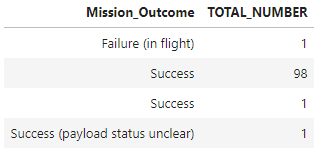 Mission_Outcome TOTAL_NUMBER
Failure (in flight) 1
Success 98
Success 1
Success (payload status unclear) 1